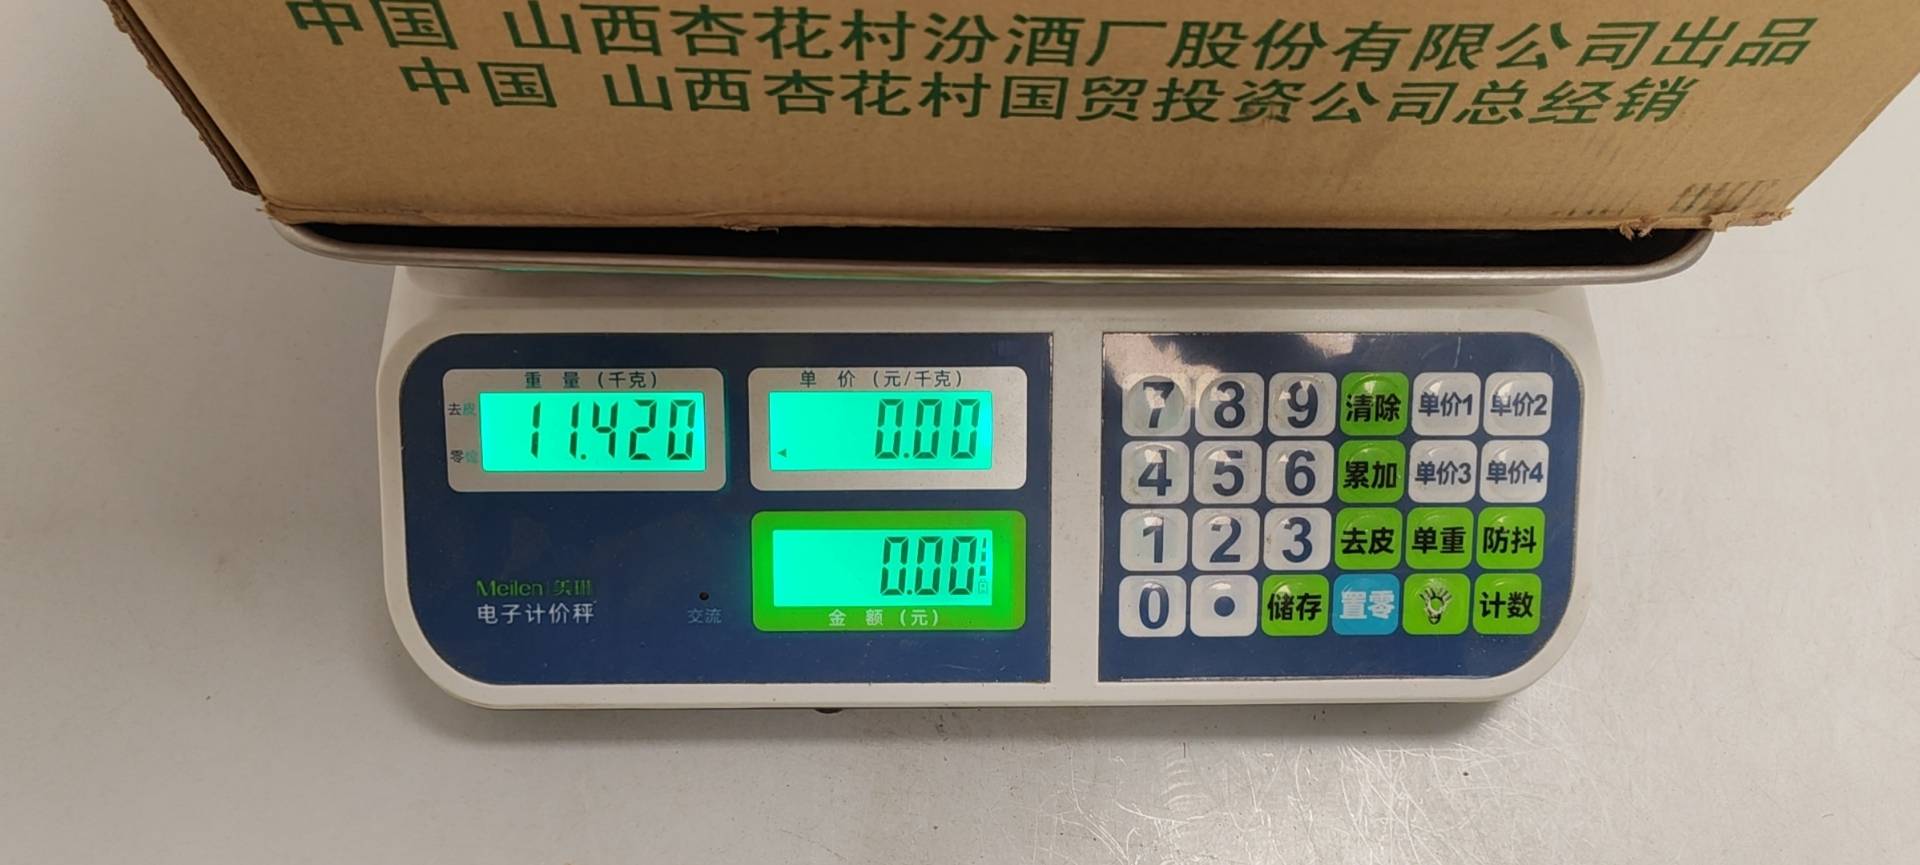 中国 山西杏花村汾酒厂股份有限公司出品
中国 山西杏花村国贸投资公司总经销
重 量 (千克)
单 价 (元/千克)
去皮
11.420
0.00
零位
0.00
金 额 (元)
Meilen 美琳
电子计价秤
交流
7 8 9 清除 单价1 单价2
4 5 6 累加 单价3 单价4
1 2 3 去皮 单重 防抖
0 • 储存 置零 计数